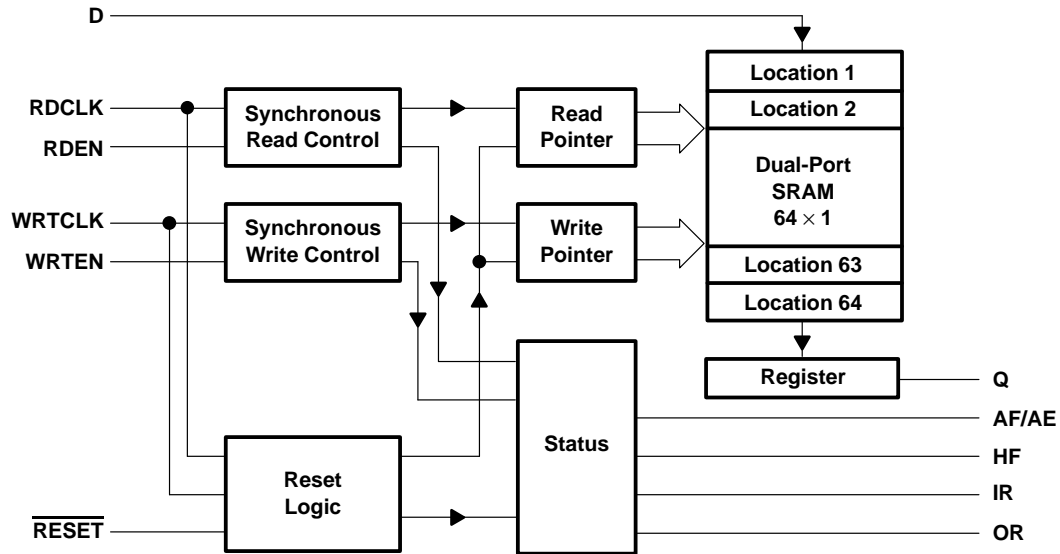 D
Location 1
RDCLK
Synchronous
Read Control
Read
Pointer
Location 2
RDEN
Dual-Port
SRAM
64 × 1
WRTCLK
Synchronous
Write Control
Write
Pointer
WRTEN
Location 63
Location 64
Register
Q
AF/AE
Status
HF
Reset
Logic
IR
RESET
OR